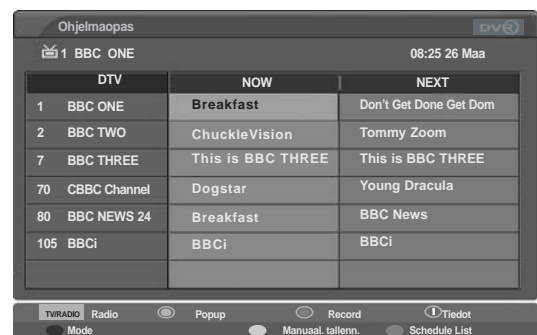 Ohjelmaopas DVR
1 BBC ONE 08:25 26 Maa
DTV NOW NEXT
1 BBC ONE Breakfast Don't Get Done Get Dom
2 BBC TWO ChuckleVision Tommy Zoom
7 BBC THREE This is BBC THREE This is BBC THREE
70 CBBC Channel Dogstar Young Dracula
80 BBC NEWS 24 Breakfast BBC News
105 BBCi BBCi BBCi
TV/RADIO Radio Popup Record Tiedot
Mode Manuaal. tallenn. Schedule List